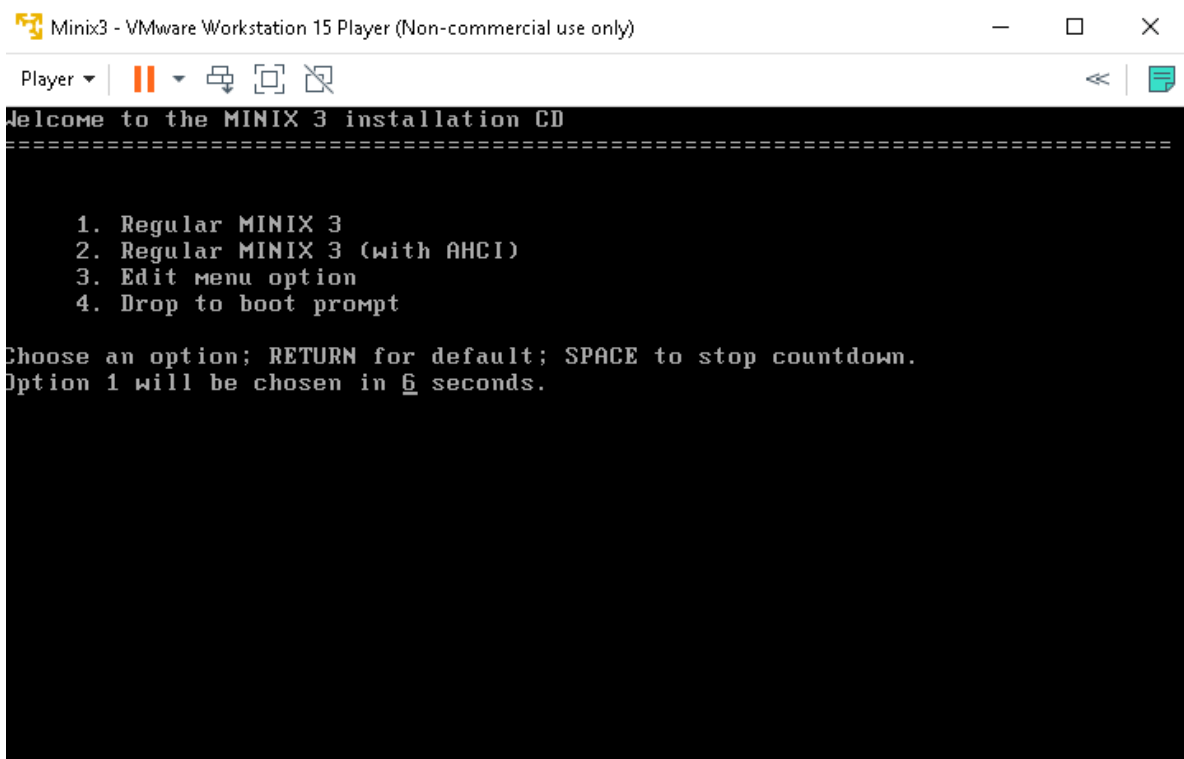 Minix3 - VMware Workstation 15 Player (Non-commercial use only)
Player
Welcome to the MINIX 3 installation CD
================================================================================
1. Regular MINIX 3
2. Regular MINIX 3 (with AHCI)
3. Edit menu option
4. Drop to boot prompt
Choose an option; RETURN for default; SPACE to stop countdown.
Option 1 will be chosen in 6 seconds.